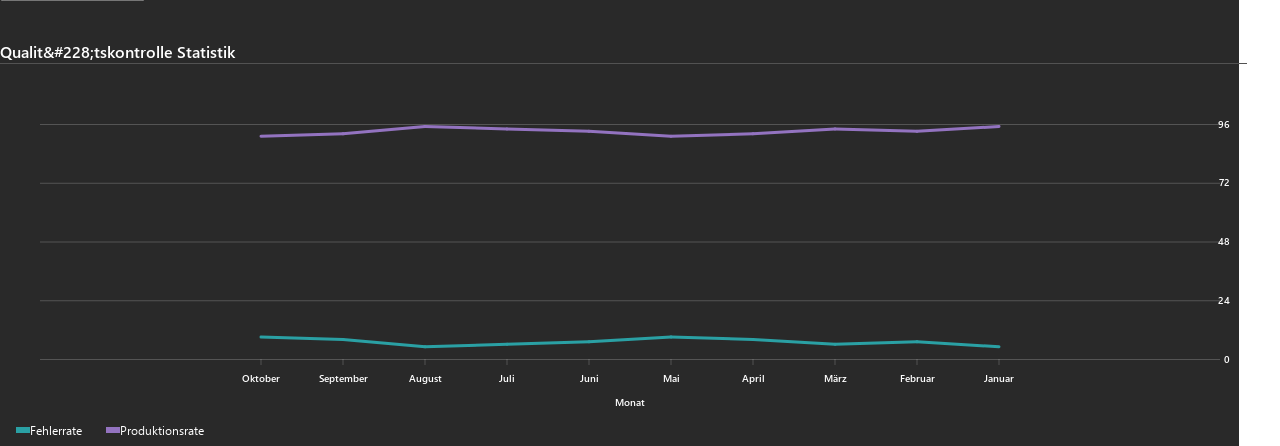 Qualit&#228;tskontrolle Statistik
96
72
48
24
0
Oktober September August Juli Juni Mai April März Februar Januar
Monat
Fehlerrate Produktionsrate